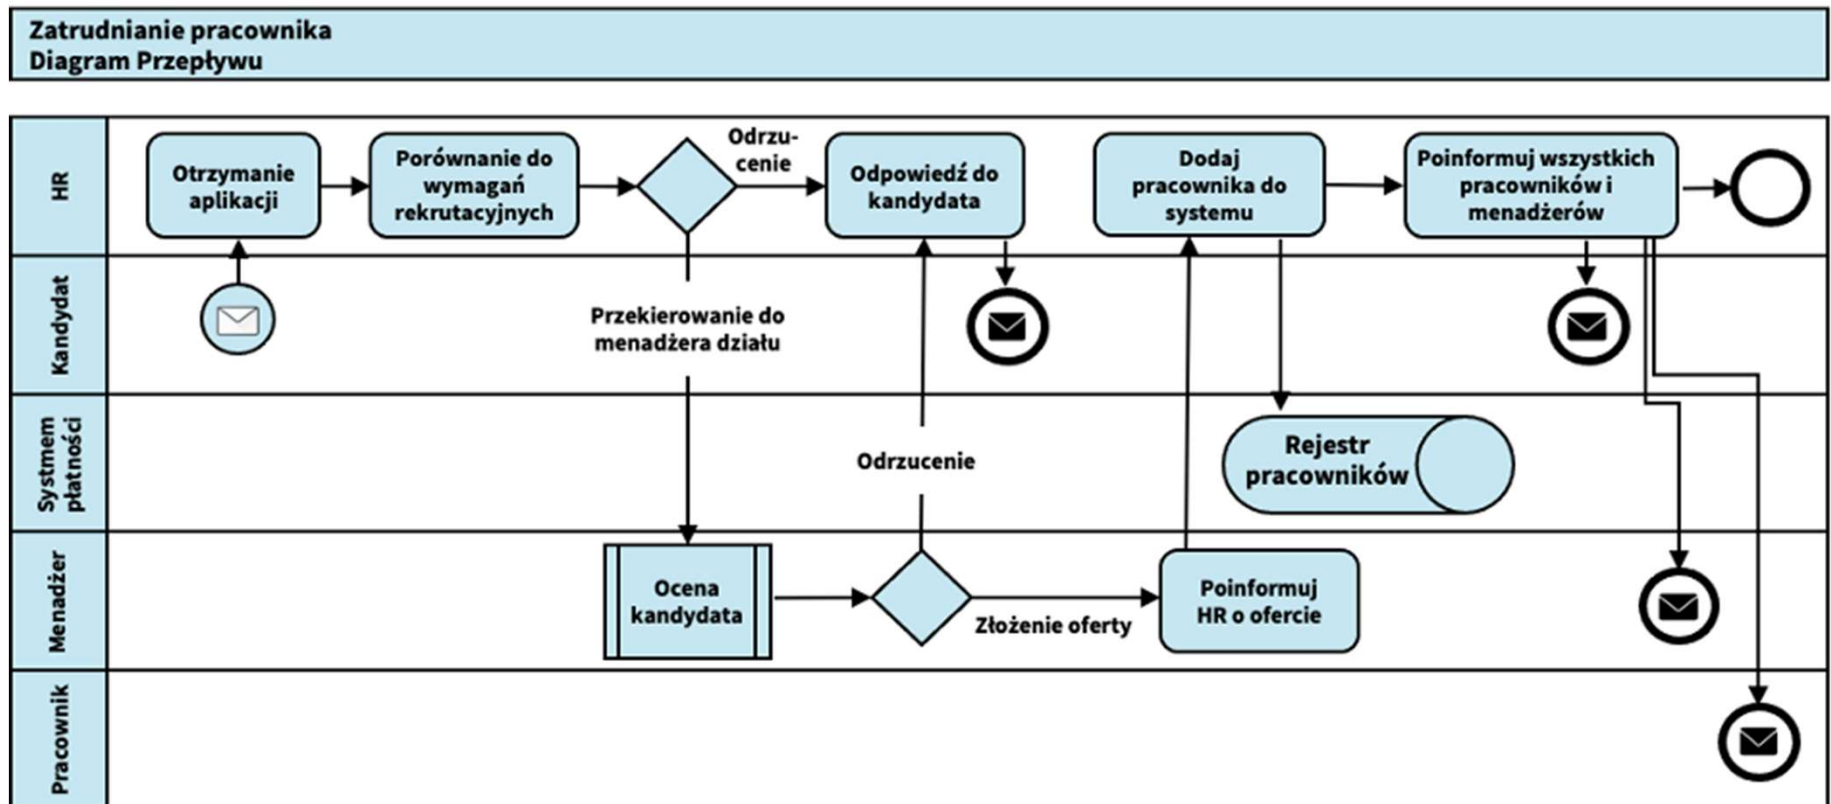 Zatrudnianie pracownika
Diagram Przepływu
HR
Otrzymanie
aplikacji
Porównanie do
wymagań
rekrutacyjnych
Odrzu-
cenie
Odpowiedź do
kandydata
Dodaj
pracownika do
systemu
Poinformuj wszystkich
pracowników i
menadżerów
Kandydat
Przekierowanie do
menadżera działu
Systmem
płatności
Odrzucenie
Rejestr
pracowników
Menadżer
Ocena
kandydata
Złożenie oferty
Poinformuj
HR o ofercie
Pracownik